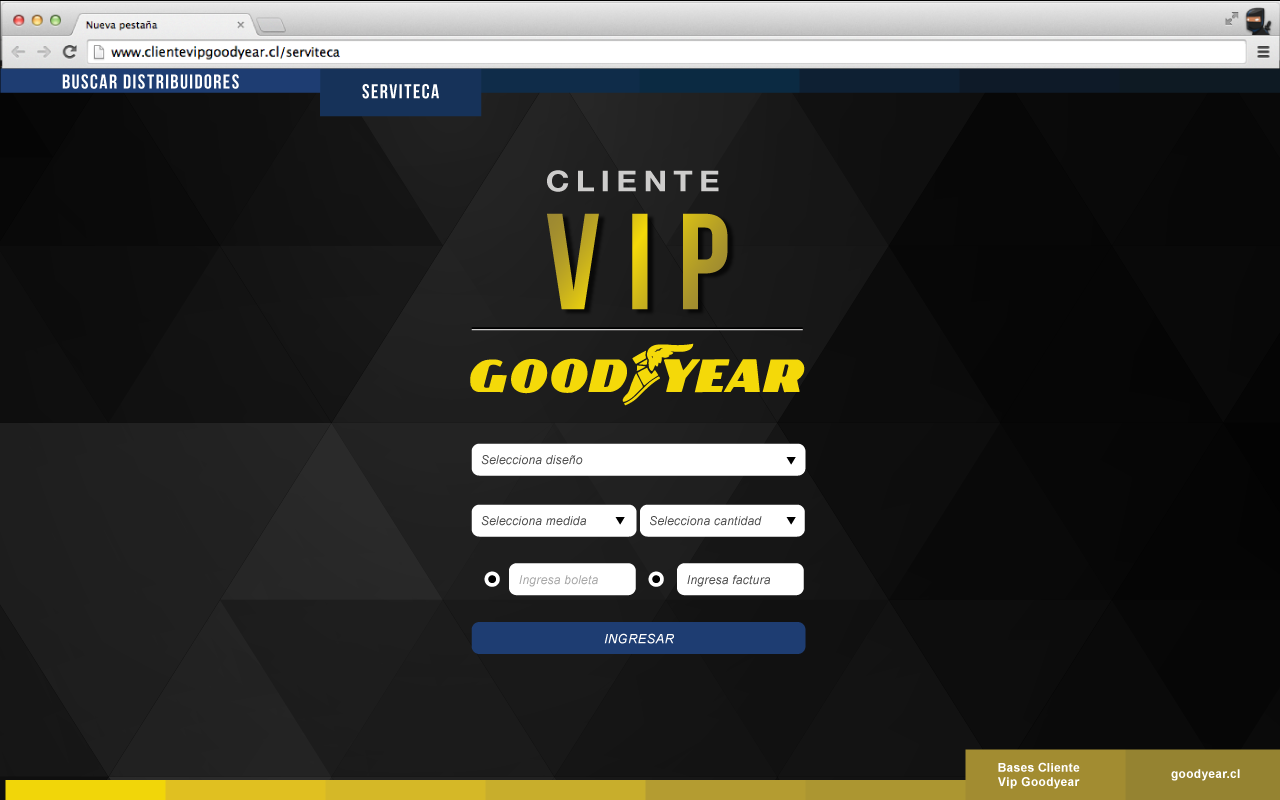 Nueva pestaña
www.clientevipgoodyear.cl/serviteca
BUSCAR DISTRIBUIDORES
SERVITECA
CLIENTE
VIP
GOODYEAR
Selecciona diseño
Selecciona medida
Selecciona cantidad
Ingresa boleta
Ingresa factura
INGRESAR
Bases Cliente
Vip Goodyear
goodyear.cl